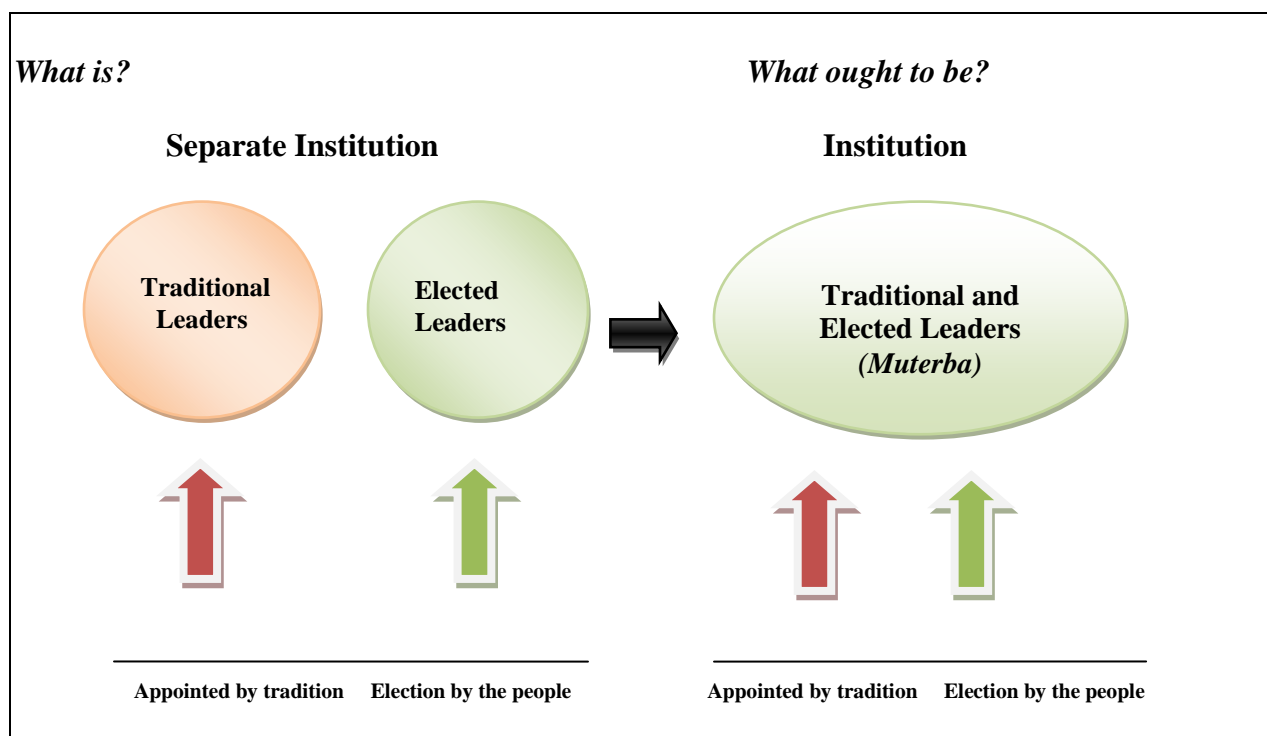 What is?
What ought to be?
Separate Institution
Institution
Traditional
Leaders
Elected
Leaders
Traditional and
Elected Leaders
(Muterba)
Appointed by tradition
Election by the people
Appointed by tradition
Election by the people